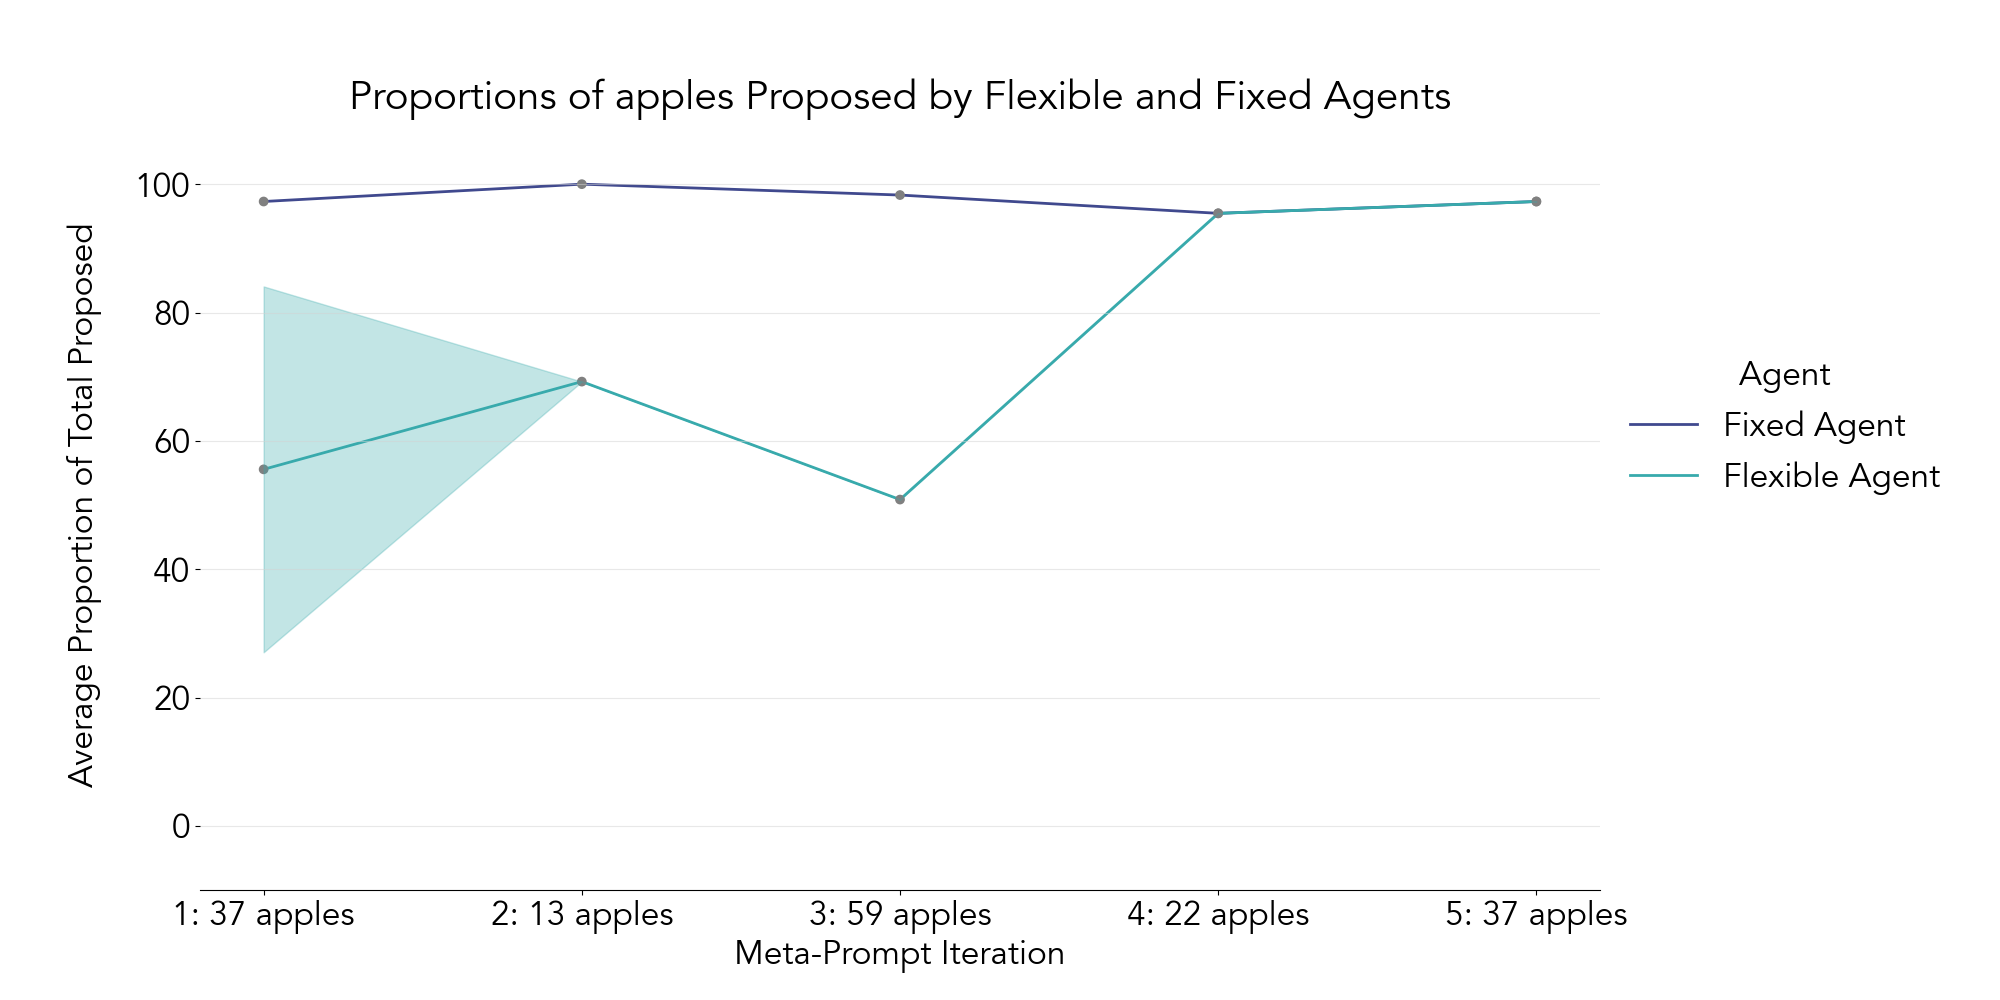 Proportions of apples Proposed by Flexible and Fixed Agents
Average Proportion of Total Proposed
100
80
60
40
20
0
1: 37 apples
2: 13 apples
3: 59 apples
4: 22 apples
5: 37 apples
Meta-Prompt Iteration
Agent
Fixed Agent
Flexible Agent